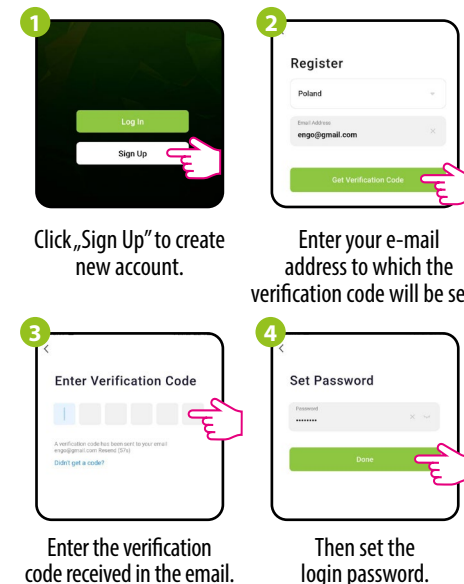 1
Log In
Sign Up
Click „Sign Up” to create
new account.
2
Register
Poland
Email Address
engo@gmail.com
Get Verification Code
Enter your e-mail
address to which the
verification code will be se
3
Enter Verification Code
A verification code has been sent to your email
engo@gmail.com Resend (57s)
Didn't get a code?
Enter the verification
code received in the email.
4
Set Password
Password
••••••••
Done
Then set the
login password.